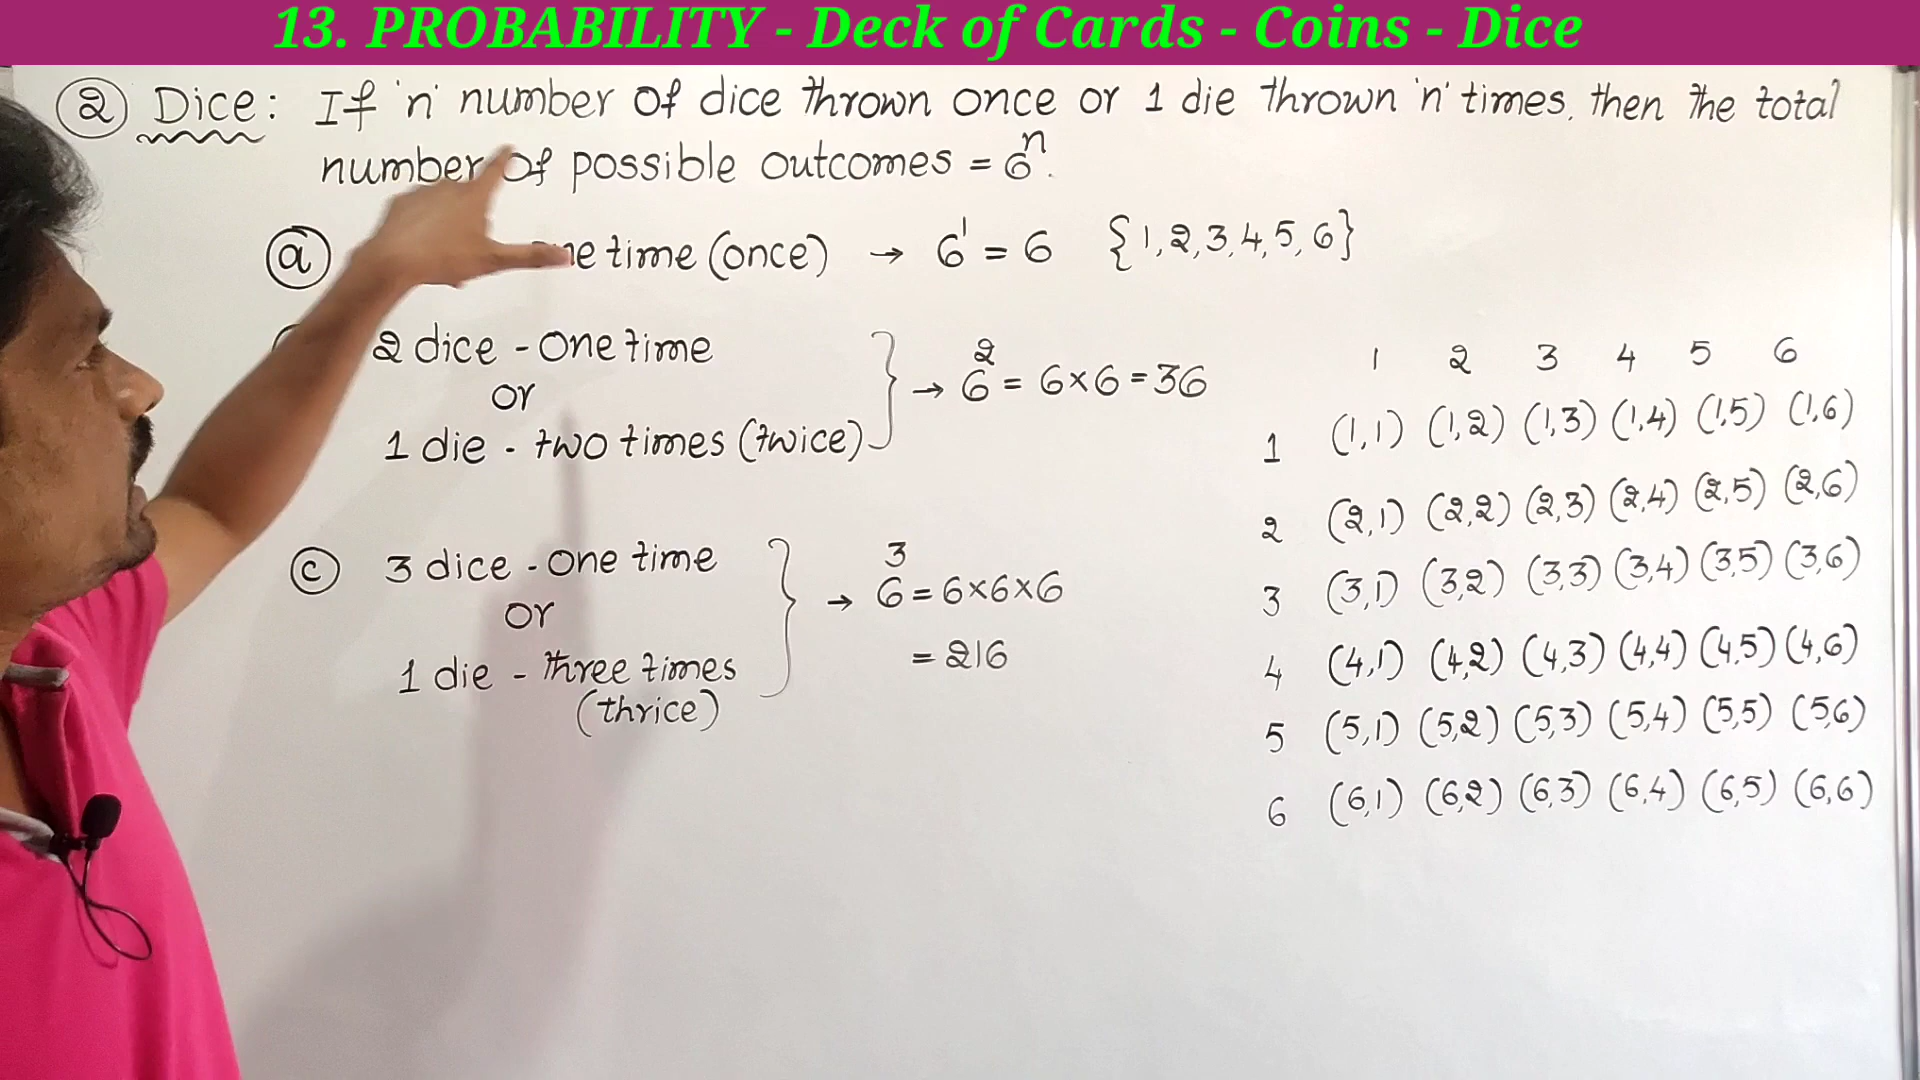 13. PROBABILITY - Deck of Cards - Coins - Dice
② Dice: If 'n' number of dice thrown once or 1 die thrown 'n' times, then the total
number of possible outcomes = 6ⁿ.
ⓐ time (once) → 6¹ = 6 {1,2,3,4,5,6}
2 dice - One time
or
1 die - two times (twice)
→ 6² = 6×6 = 36
ⓒ 3 dice - One time
or
1 die - three times
(thrice)
→ 6³ = 6×6×6
= 216
1 2 3 4 5 6
1 (1,1) (1,2) (1,3) (1,4) (1,5) (1,6)
2 (2,1) (2,2) (2,3) (2,4) (2,5) (2,6)
3 (3,1) (3,2) (3,3) (3,4) (3,5) (3,6)
4 (4,1) (4,2) (4,3) (4,4) (4,5) (4,6)
5 (5,1) (5,2) (5,3) (5,4) (5,5) (5,6)
6 (6,1) (6,2) (6,3) (6,4) (6,5) (6,6)